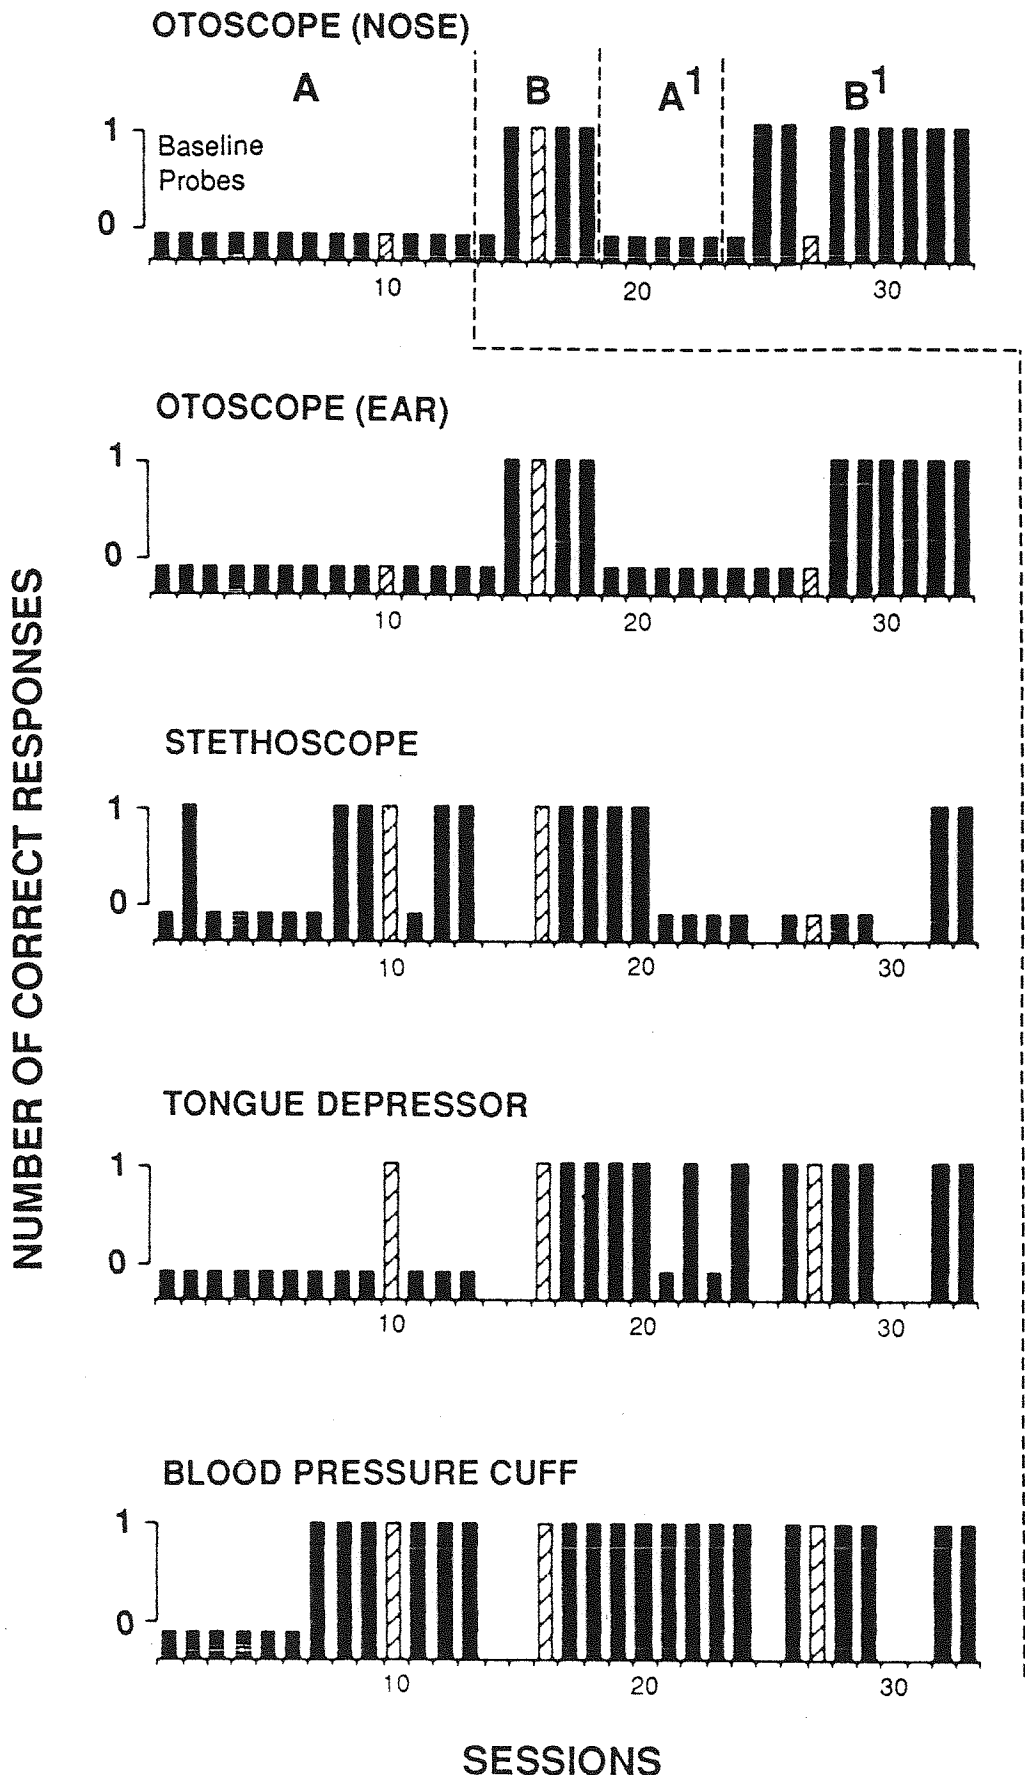 OTOSCOPE (NOSE)
A
B
A1
B1
1
Baseline
Probes
0
10
20
30
OTOSCOPE (EAR)
1
0
10
20
30
STETHOSCOPE
1
0
10
20
30
TONGUE DEPRESSOR
1
0
10
20
30
BLOOD PRESSURE CUFF
1
0
10
20
30
NUMBER OF CORRECT RESPONSES
SESSIONS